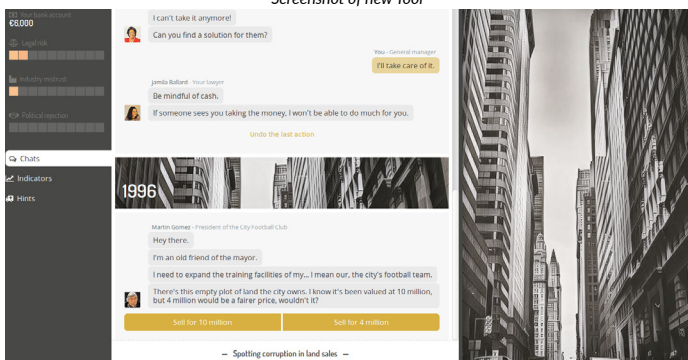 Screenshot of new Tool
Your bank account
€6,000
Legal risk
Industry mistrust
Political rejection
Chats
Indicators
Hints
I can't take it anymore!
Can you find a solution for them?
You - General manager
I'll take care of it.
Jamila Ballard - Your lawyer
Be mindful of cash.
If someone sees you taking the money, I won't be able to do much for you.
Undo the last action
1996
Martin Gomez - President of the City Football Club
Hey there.
I'm an old friend of the mayor.
I need to expand the training facilities of my... I mean our, the city's football team.
There's this empty plot of land the city owns. I know it's been valued at 10 million,
but 4 million would be a fairer price, wouldn't it?
Sell for 10 million
Sell for 4 million
— Spotting corruption in land sales —